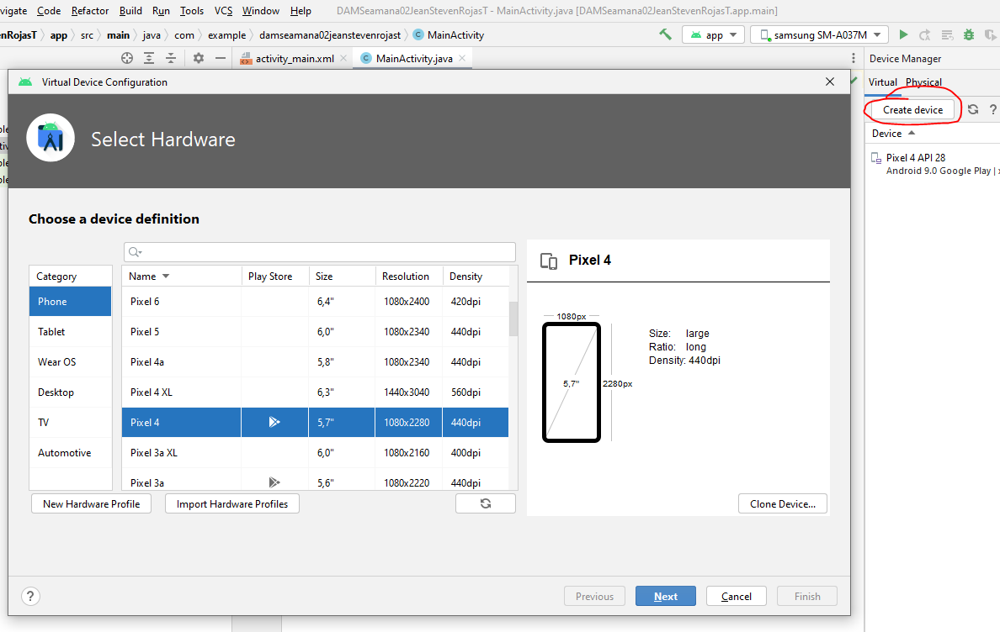 vigate Code Refactor Build Run Tools VCS Window Help DAMSeamana02JeanStevenRojasT - MainActivity.java [DAMSeamana02JeanStevenRojasT.app.main]
enRojasT app src main java com example damseamana02jeanstevenrojast MainActivity app samsung SM-A037M
activity_main.xml MainActivity.java Device Manager
Virtual Device Configuration
Virtual Physical
Create device ?
Device
Pixel 4 API 28
Android 9.0 Google Play | x
Select Hardware
Choose a device definition
Category
Phone
Tablet
Wear OS
Desktop
TV
Automotive
Name Play Store Size Resolution Density
Pixel 6 6,4" 1080x2400 420dpi
Pixel 5 6,0" 1080x2340 440dpi
Pixel 4a 5,8" 1080x2340 440dpi
Pixel 4 XL 6,3" 1440x3040 560dpi
Pixel 4 5,7" 1080x2280 440dpi
Pixel 3a XL 6,0" 1080x2160 400dpi
Pixel 3a 5,6" 1080x2220 440dpi
Pixel 4
1080px
5,7"
2280px
Size: large
Ratio: long
Density: 440dpi
New Hardware Profile Import Hardware Profiles Clone Device...
? Previous Next Cancel Finish